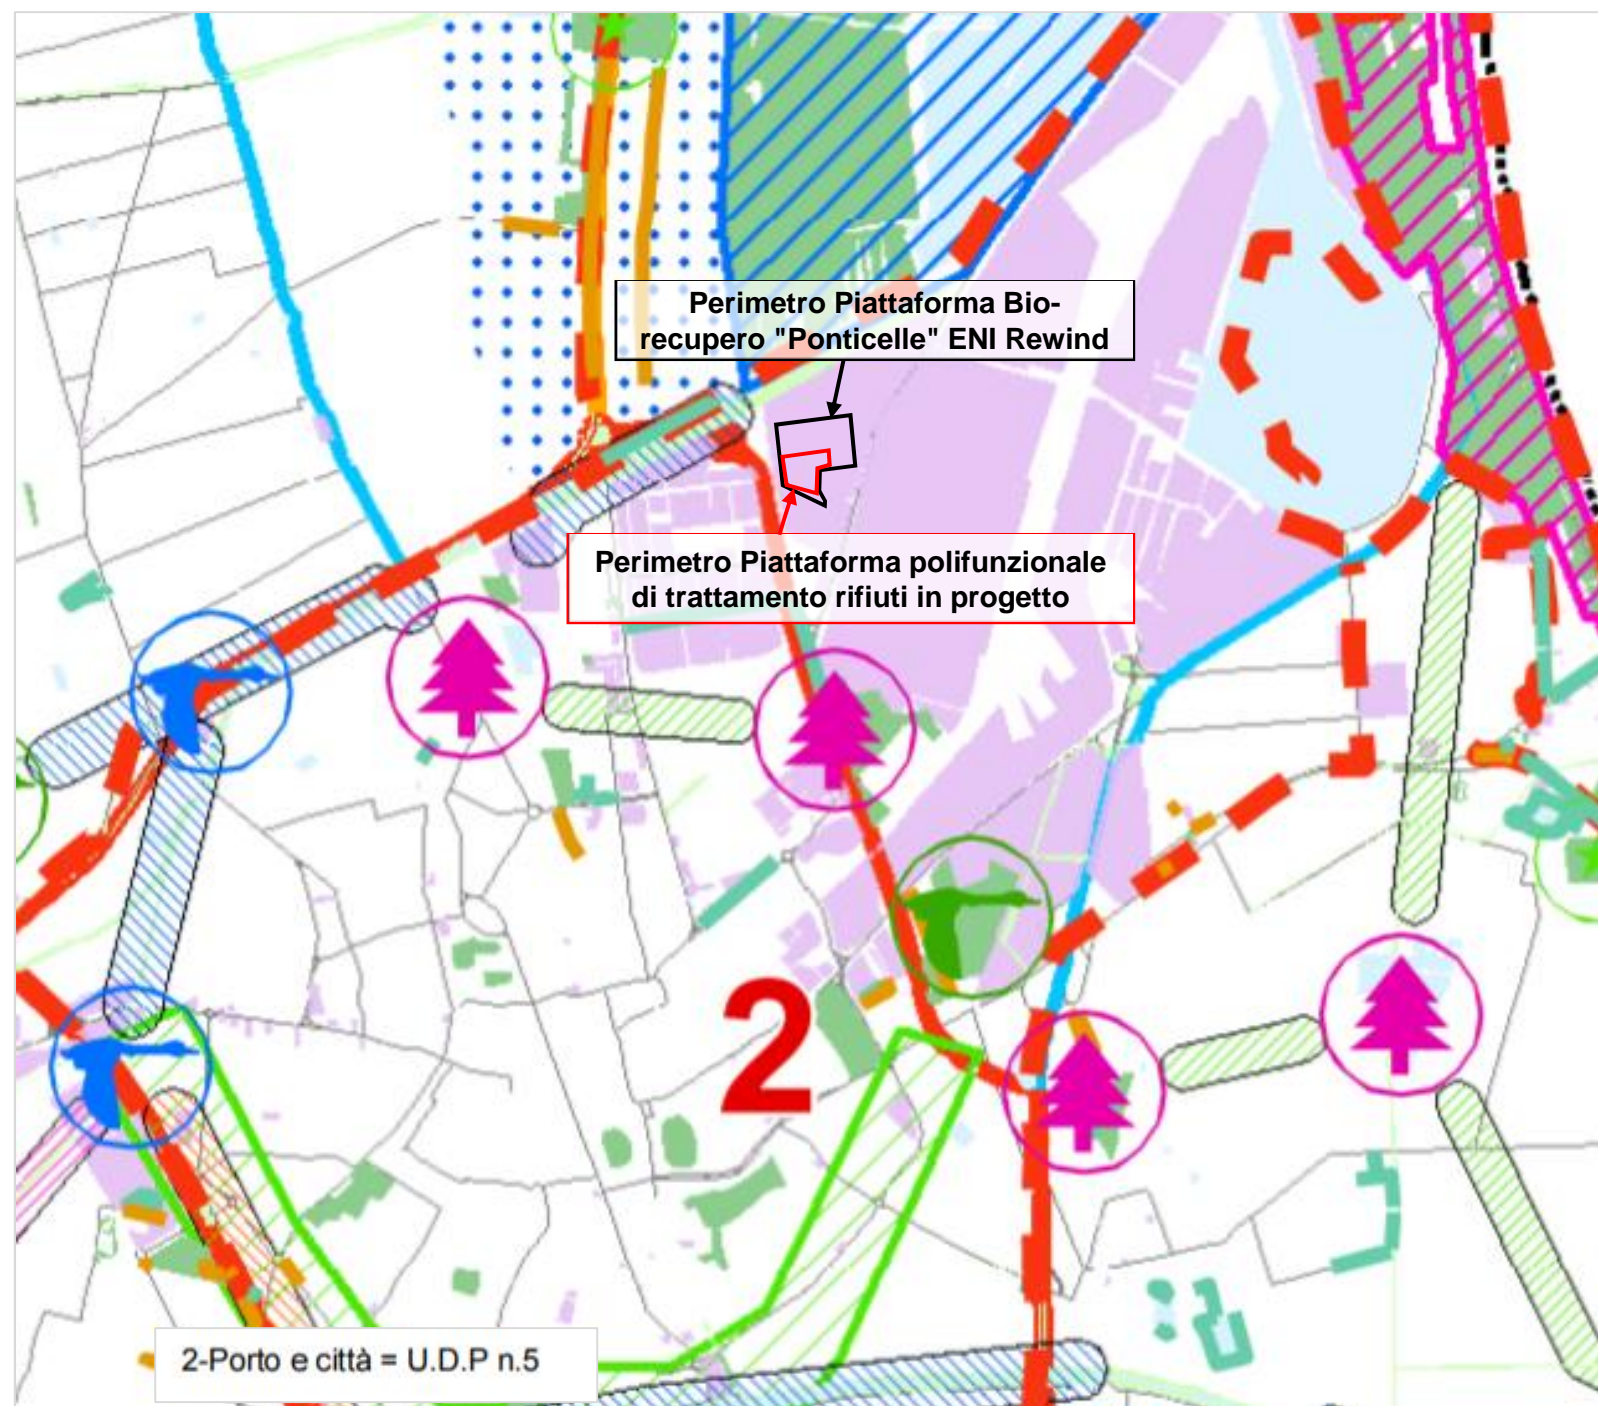 Perimetro Piattaforma Bio-
recupero "Ponticelle" ENI Rewind
Perimetro Piattaforma polifunzionale
di trattamento rifiuti in progetto
2
2-Porto e città = U.D.P n.5